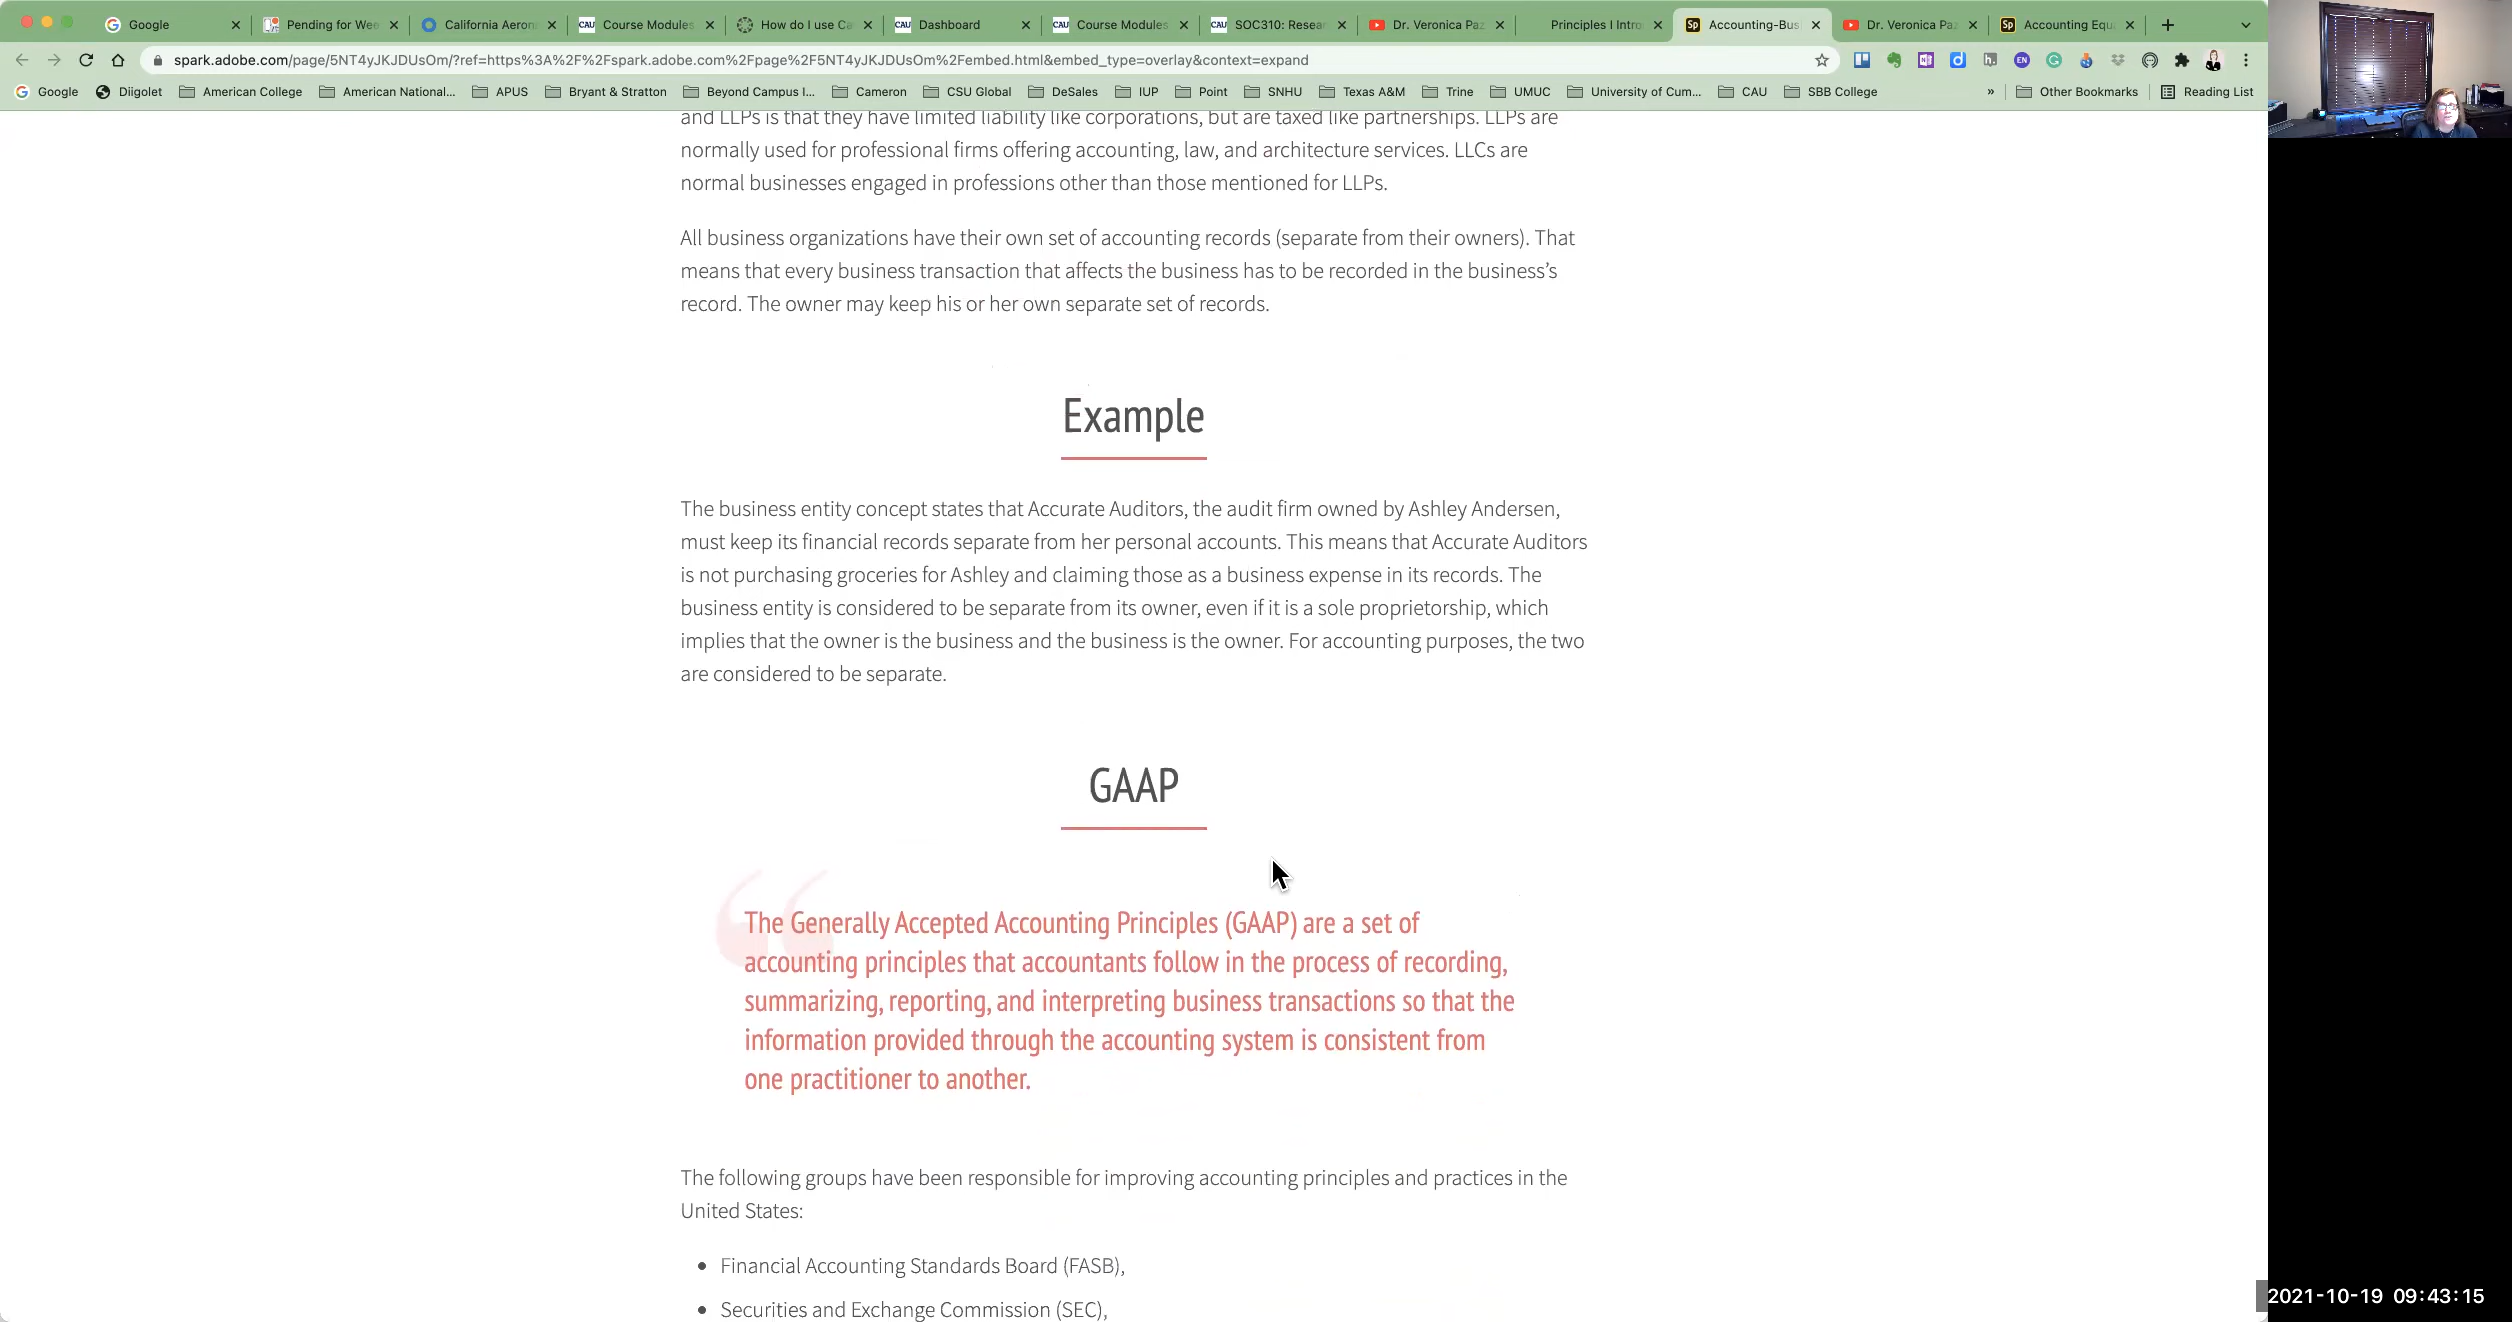 Google
Pending for Wee
California Aeron
Course Modules
How do I use Ca
Dashboard
Course Modules
SOC310: Resear
Dr. Veronica Paz
Principles I Intro
Accounting-Bus
Dr. Veronica Paz
Accounting Equ
spark.adobe.com/page/5NT4yJKJDUsOm/?ref=https%3A%2F%2Fspark.adobe.com%2Fpage%2F5NT4yJKJDUsOm%2Fembed.html&embed_type=overlay&context=expand
Google
Diigolet
American College
American National...
APUS
Bryant & Stratton
Beyond Campus I...
Cameron
CSU Global
DeSales
IUP
Point
SNHU
Texas A&M
Trine
UMUC
University of Cum...
CAU
SBB College
»
Other Bookmarks
Reading List
and LLPs is that they have limited liability like corporations, but are taxed like partnerships. LLPs are
normally used for professional firms offering accounting, law, and architecture services. LLCs are
normal businesses engaged in professions other than those mentioned for LLPs.
All business organizations have their own set of accounting records (separate from their owners). That
means that every business transaction that affects the business has to be recorded in the business’s
record. The owner may keep his or her own separate set of records.
Example
The business entity concept states that Accurate Auditors, the audit firm owned by Ashley Andersen,
must keep its financial records separate from her personal accounts. This means that Accurate Auditors
is not purchasing groceries for Ashley and claiming those as a business expense in its records. The
business entity is considered to be separate from its owner, even if it is a sole proprietorship, which
implies that the owner is the business and the business is the owner. For accounting purposes, the two
are considered to be separate.
GAAP
The Generally Accepted Accounting Principles (GAAP) are a set of
accounting principles that accountants follow in the process of recording,
summarizing, reporting, and interpreting business transactions so that the
information provided through the accounting system is consistent from
one practitioner to another.
The following groups have been responsible for improving accounting principles and practices in the
United States:
• Financial Accounting Standards Board (FASB),
• Securities and Exchange Commission (SEC),
2021-10-19 09:43:15